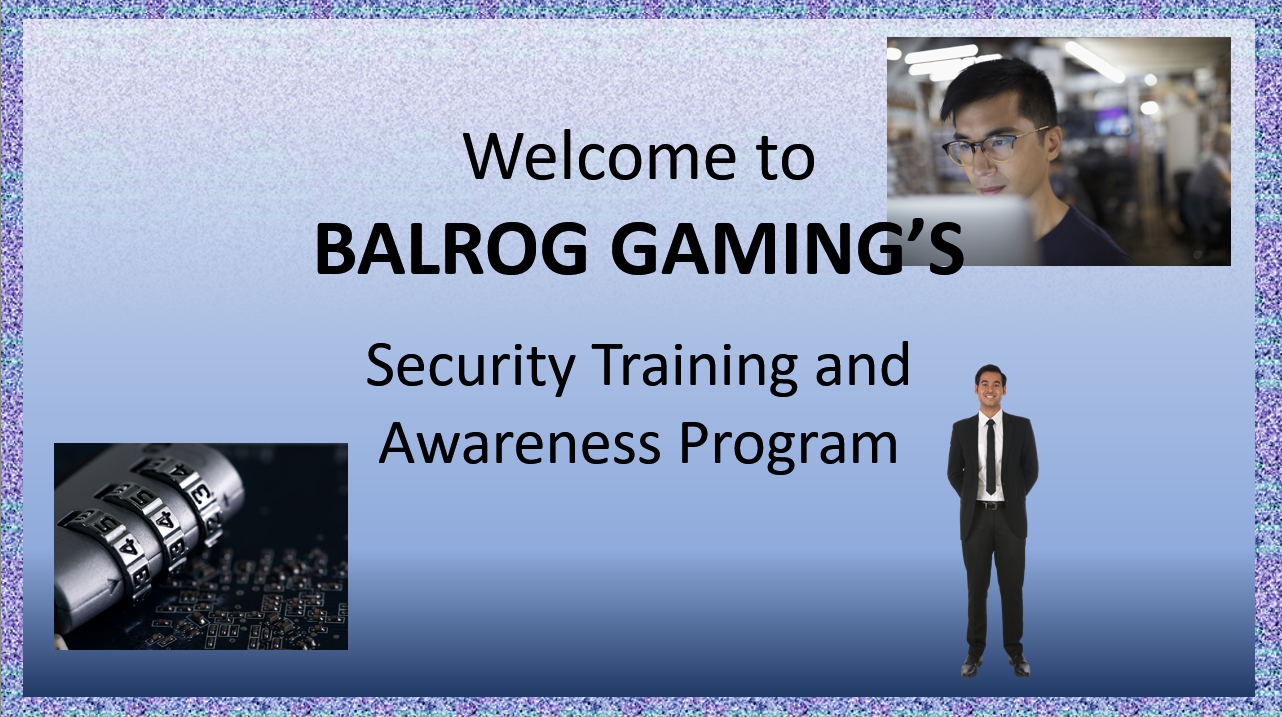 Welcome to
BALROG GAMING’S
Security Training and
Awareness Program